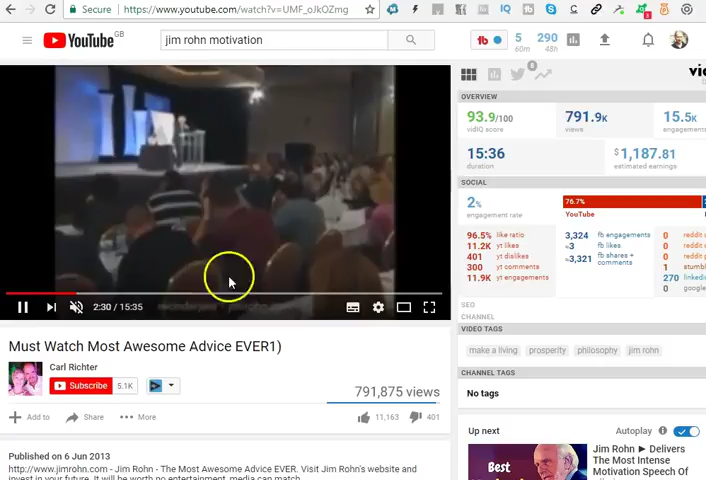 Secure
https://www.youtube.com/watch?v=UMF_oJkOZmg
YouTube GB
jim rohn motivation
5
60m
290
48h
8
OVERVIEW
93.9/100
vidIQ score
791.9K
views
15.5K
15:36
duration
$1,187.81
estimated earnings
SOCIAL
2%
engagement rate
76.7%
YouTube
96.5% like ratio
11.2K yt likes
401 yt dislikes
300 yt comments
11.9K yt engagements
3,324 fb engagements
≈3 fb likes
≈3,321 fb shares + comments
0 reddit
0 reddit
1 stumb
270 linkedi
0 google
SEO
CHANNEL
VIDEO TAGS
make a living prosperity philosophy jim rohn
CHANNEL TAGS
No tags
2:30 / 15:35
Must Watch Most Awesome Advice EVER1)
Carl Richter
Subscribe 5.1K
791,875 views
Add to Share More
11,163 401
Published on 6 Jun 2013
http://www.jimrohn.com - Jim Rohn - The Most Awesome Advice EVER. Visit Jim Rohn's website and
Up next
Autoplay
Best
Jim Rohn ► Delivers
The Most Intense
Motivation Speech Of